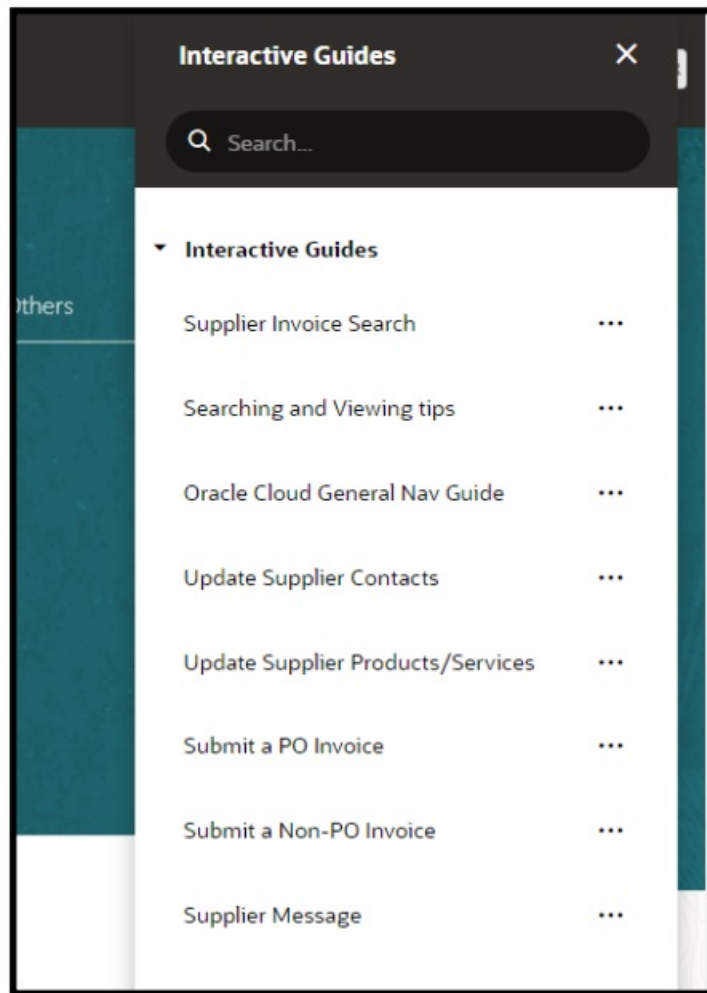 Interactive Guides
Search...
Interactive Guides
Others
Supplier Invoice Search
Searching and Viewing tips
Oracle Cloud General Nav Guide
Update Supplier Contacts
Update Supplier Products/Services
Submit a PO Invoice
Submit a Non-PO Invoice
Supplier Message